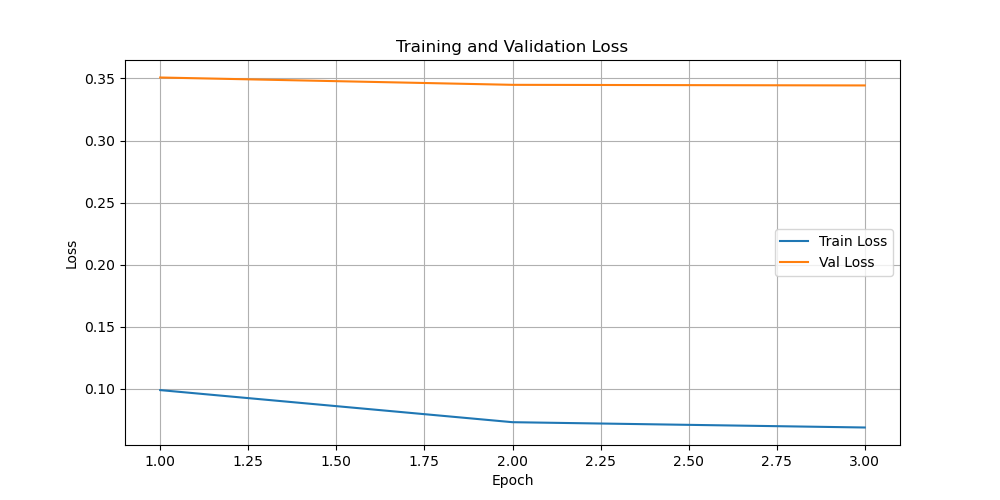 Training and Validation Loss
0.35
0.30
0.25
0.20
0.15
0.10
Loss
Train Loss
Val Loss
1.00 1.25 1.50 1.75 2.00 2.25 2.50 2.75 3.00
Epoch